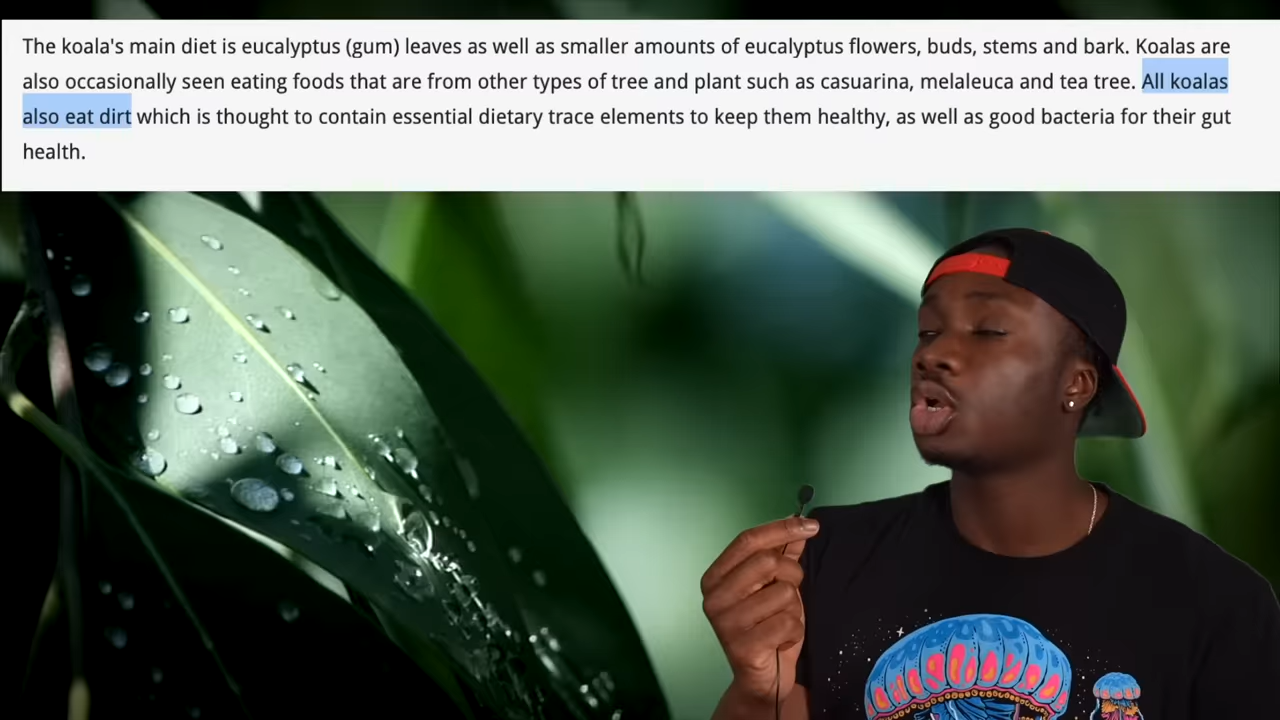 The koala's main diet is eucalyptus (gum) leaves as well as smaller amounts of eucalyptus flowers, buds, stems and bark. Koalas are
also occasionally seen eating foods that are from other types of tree and plant such as casuarina, melaleuca and tea tree. All koalas
also eat dirt which is thought to contain essential dietary trace elements to keep them healthy, as well as good bacteria for their gut
health.